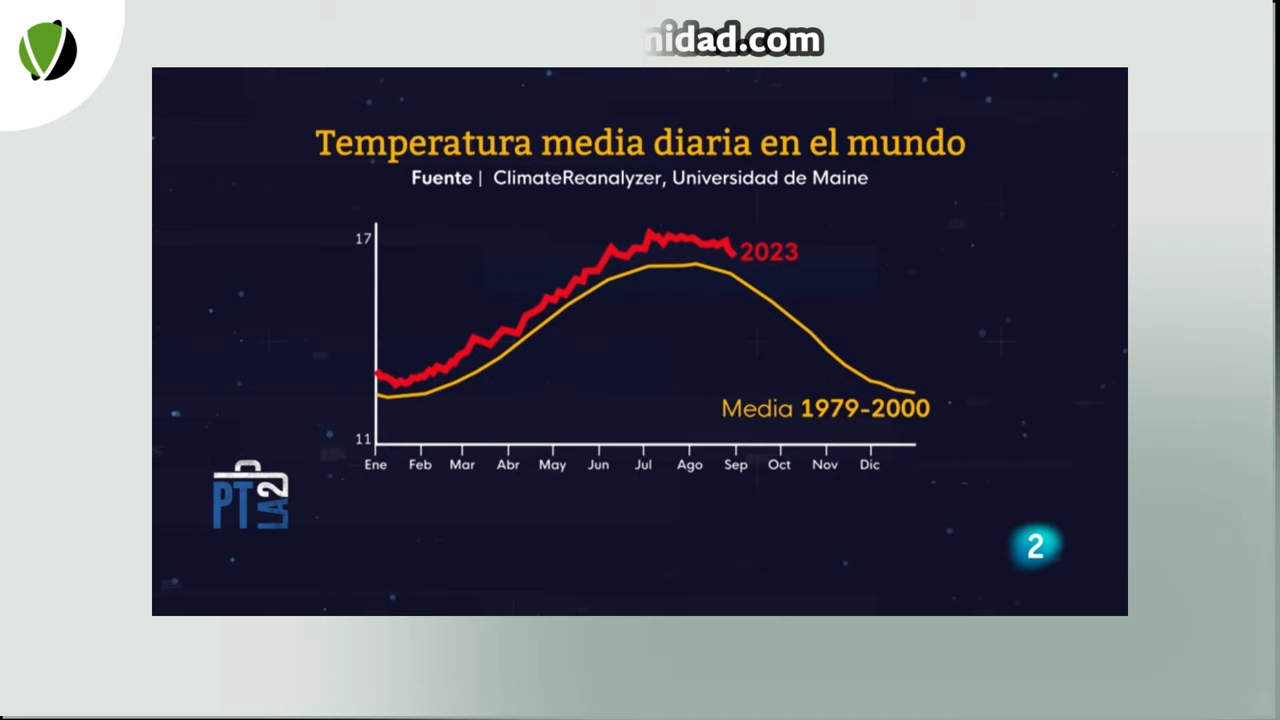 nidad.com
Temperatura media diaria en el mundo
Fuente | ClimateReanalyzer, Universidad de Maine
17
2023
Media 1979-2000
11
Ene Feb Mar Abr May Jun Jul Ago Sep Oct Nov Dic
PT
LA2
2